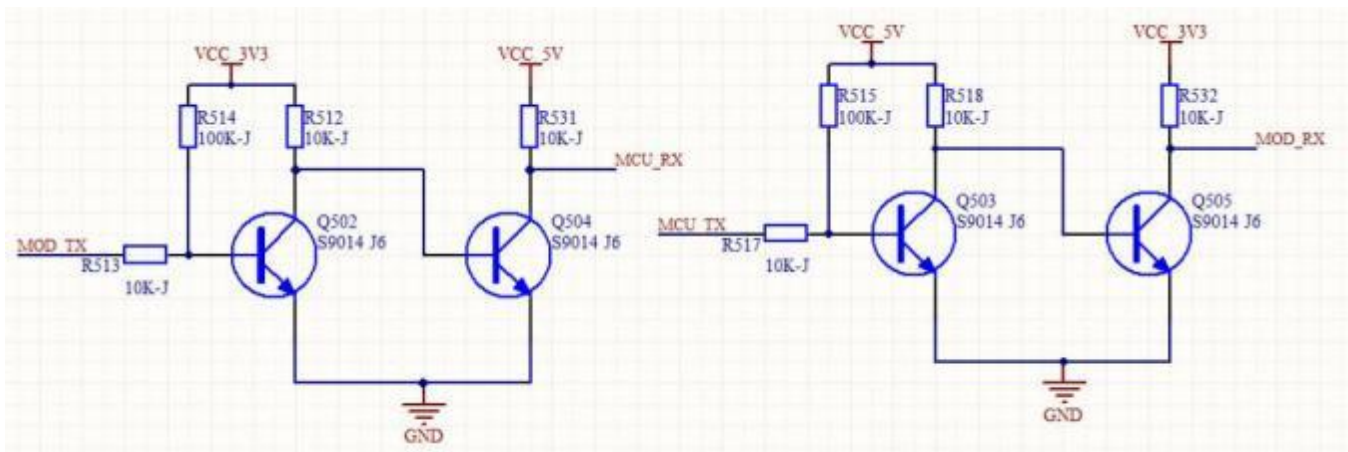 VCC_3V3
R514
100K-J
R512
10K-J
VCC_5V
R531
10K-J
MCU_RX
Q502
S9014 J6
Q504
S9014 J6
MOD_TX
R513
10K-J
GND
VCC_5V
R515
100K-J
R518
10K-J
VCC_3V3
R532
10K-J
MOD_RX
Q503
S9014 J6
Q505
S9014 J6
MCU_TX
R517
10K-J
GND